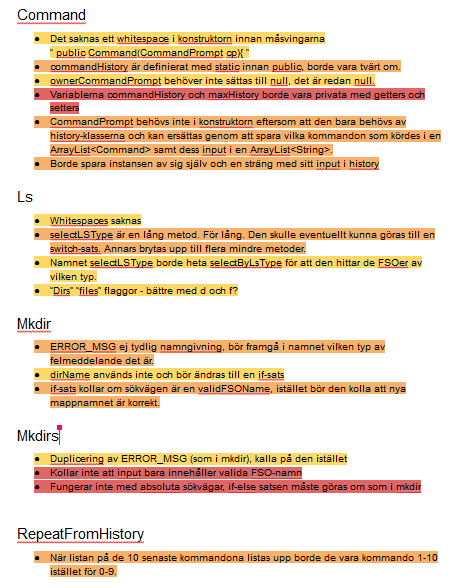 Command
● Det saknas ett whitespace i konstruktorn innan måsvingarna
" public Command(CommandPrompt cp){ "
● commandHistory är definierat med static innan public, borde vara tvärt om.
● ownerCommandPrompt behöver inte sättas till null, det är redan null.
● Variablerna commandHistory och maxHistory borde vara privata med getters och
setters
● CommandPrompt behövs inte i konstruktorn eftersom att den bara behövs av
history-klasserna och kan ersättas genom att spara vilka kommandon som kördes i en
ArrayList<Command> samt dess input i en ArrayList<String>.
● Borde spara instansen av sig själv och en sträng med sitt input i history
Ls
● Whitespaces saknas
● selectLSType är en lång metod. För lång. Den skulle eventuellt kunna göras till en
switch-sats, Annars brytas upp till flera mindre metoder.
● Namnet selectLSType borde heta selectByLsType för att den hittar de FSOer av
vilken typ.
● "Dirs" "files" flaggor - bättre med d och f?
Mkdir
● ERROR_MSG ej tydlig namngivning, bör framgå i namnet vilken typ av
felmeddelande det är.
● dirName används inte och bör ändras till en if-sats
● if-sats kollar om sökvägen är en validFSOName, istället bör den kolla att nya
mappnamnet är korrekt.
Mkdirs
● Duplicering av ERROR_MSG (som i mkdir), kalla på den istället
● Kollar inte att input bara innehåller valida FSO-namn
● Fungerar inte med absoluta sökvägar, if-else satsen måste göras om som i mkdir
RepeatFromHistory
● När listan på de 10 senaste kommandona listas upp borde de vara kommando 1-10
istället för 0-9.